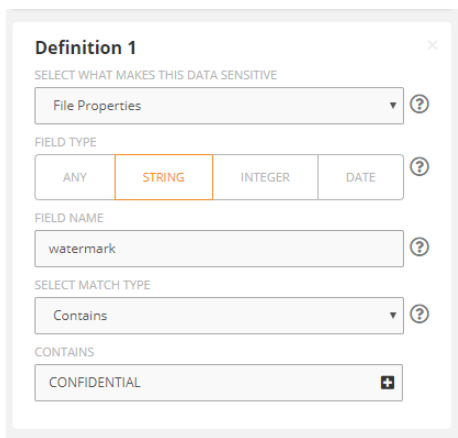 Definition 1
SELECT WHAT MAKES THIS DATA SENSITIVE
File Properties
FIELD TYPE
ANY STRING INTEGER DATE
FIELD NAME
watermark
SELECT MATCH TYPE
Contains
CONTAINS
CONFIDENTIAL